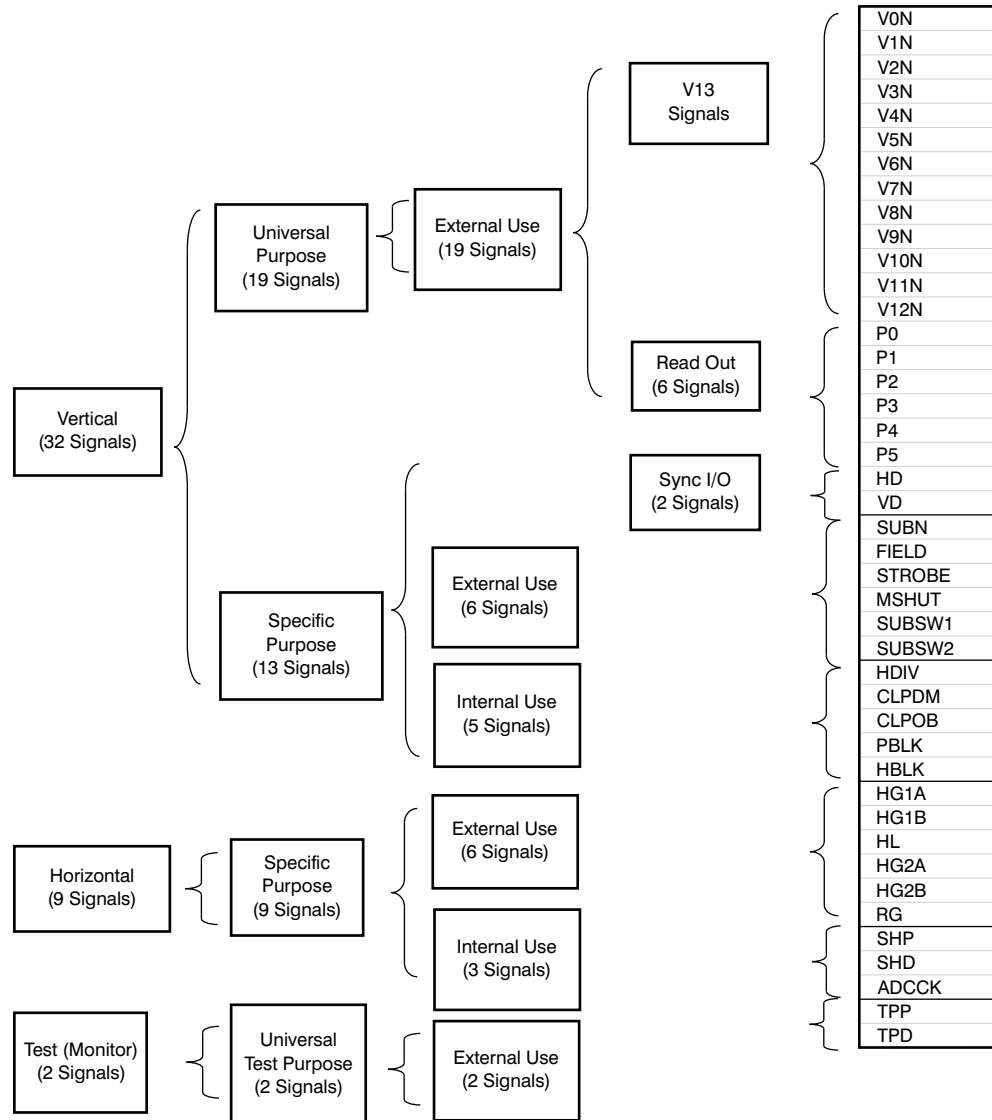 Vertical
(32 Signals)
Universal
Purpose
(19 Signals)
External Use
(19 Signals)
V13
Signals
Read Out
(6 Signals)
Sync I/O
(2 Signals)
Specific
Purpose
(13 Signals)
External Use
(6 Signals)
Internal Use
(5 Signals)
Horizontal
(9 Signals)
Specific
Purpose
(9 Signals)
External Use
(6 Signals)
Internal Use
(3 Signals)
Test (Monitor)
(2 Signals)
Universal
Test Purpose
(2 Signals)
External Use
(2 Signals)
V0N
V1N
V2N
V3N
V4N
V5N
V6N
V7N
V8N
V9N
V10N
V11N
V12N
P0
P1
P2
P3
P4
P5
HD
VD
SUBN
FIELD
STROBE
MSHUT
SUBSW1
SUBSW2
HDIV
CLPDM
CLPOB
PBLK
HBLK
HG1A
HG1B
HL
HG2A
HG2B
RG
SHP
SHD
ADCCK
TPP
TPD